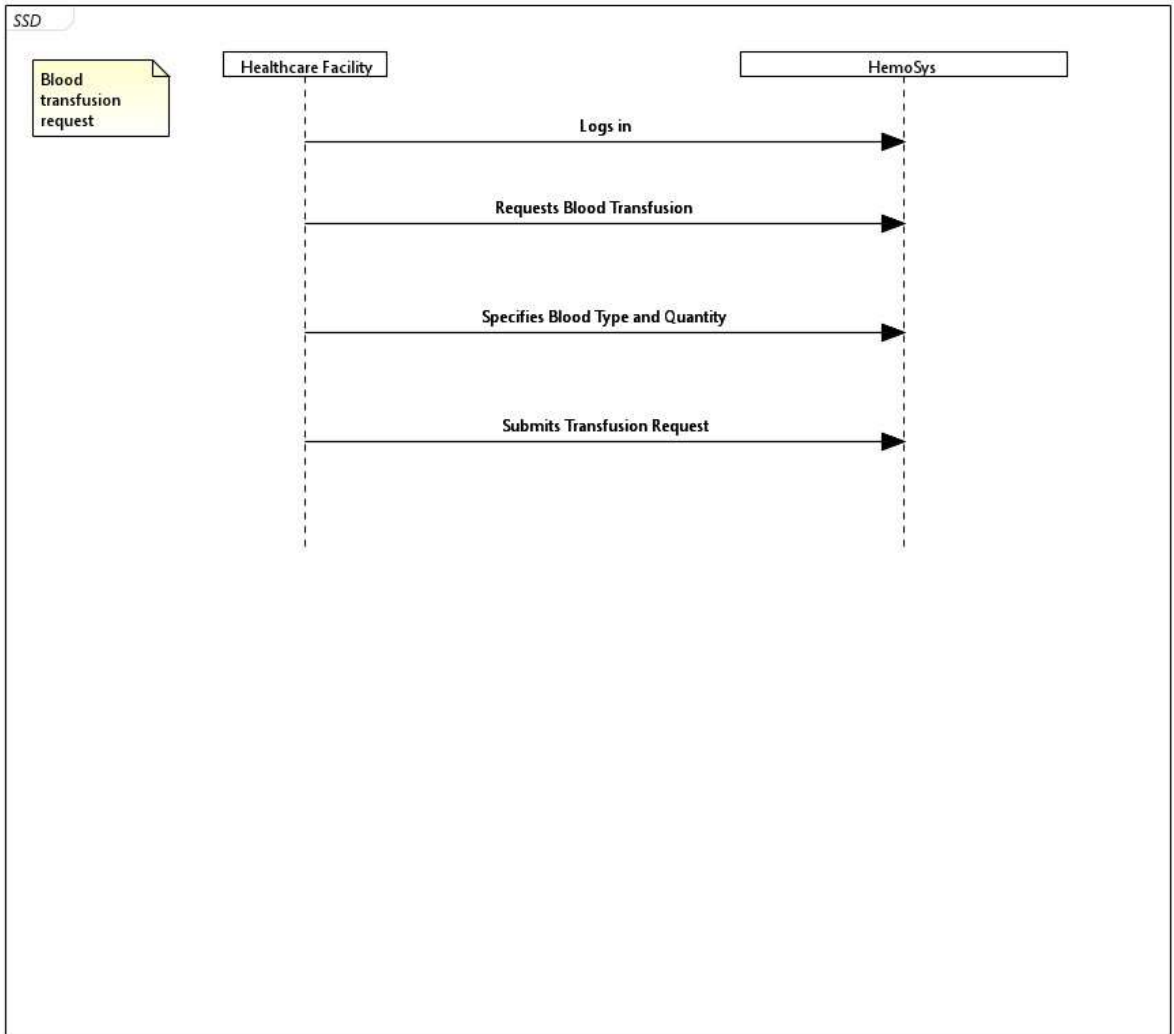 SSD
Blood
transfusion
request
Healthcare Facility
HemoSys
Logs in
Requests Blood Transfusion
Specifies Blood Type and Quantity
Submits Transfusion Request